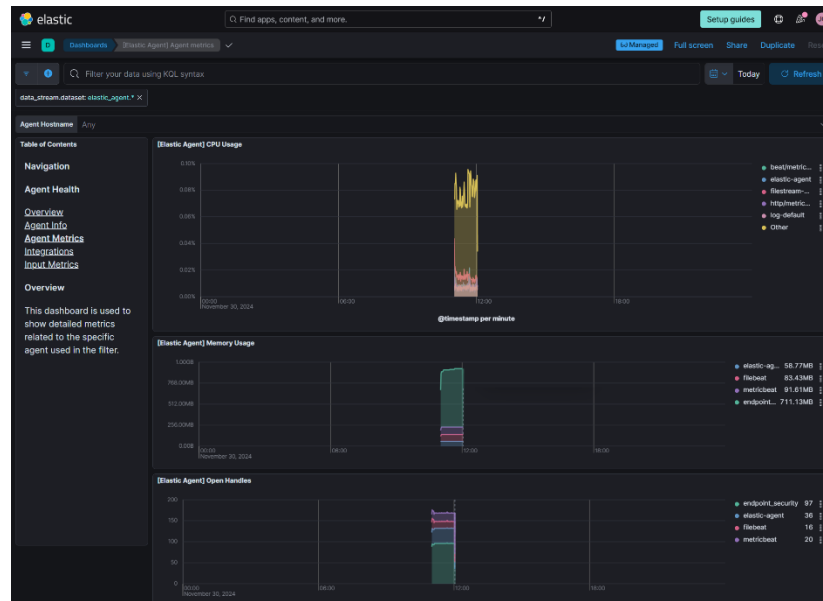 elastic
Find apps, content, and more.
Setup guides
D
Dashboards
[Elastic Agent] Agent metrics
Managed
Full screen
Share
Duplicate
Filter your data using KQL syntax
Today
Refresh
data_stream.dataset: elastic_agent.* ×
Agent Hostname Any
Table of Contents
Navigation
Agent Health
Overview
Agent Info
Agent Metrics
Integrations
Input Metrics
Overview
This dashboard is used to
show detailed metrics
related to the specific
agent used in the filter.
[Elastic Agent] CPU Usage
0.10%
0.08%
0.06%
0.04%
0.02%
0.00%
00:00
November 30, 2024
06:00
12:00
18:00
@timestamp per minute
beat/metric...
elastic-agent
filestream-...
http/metric...
log-default
Other
[Elastic Agent] Memory Usage
1.00GB
768.00MB
512.00MB
256.00MB
0.00B
00:00
November 30, 2024
06:00
12:00
18:00
elastic-ag... 58.77MB
filebeat 83.43MB
metricbeat 91.61MB
endpoint... 711.13MB
[Elastic Agent] Open Handles
200
150
100
50
0
00:00
November 30, 2024
06:00
12:00
18:00
endpoint_security 97
elastic-agent 36
filebeat 16
metricbeat 20